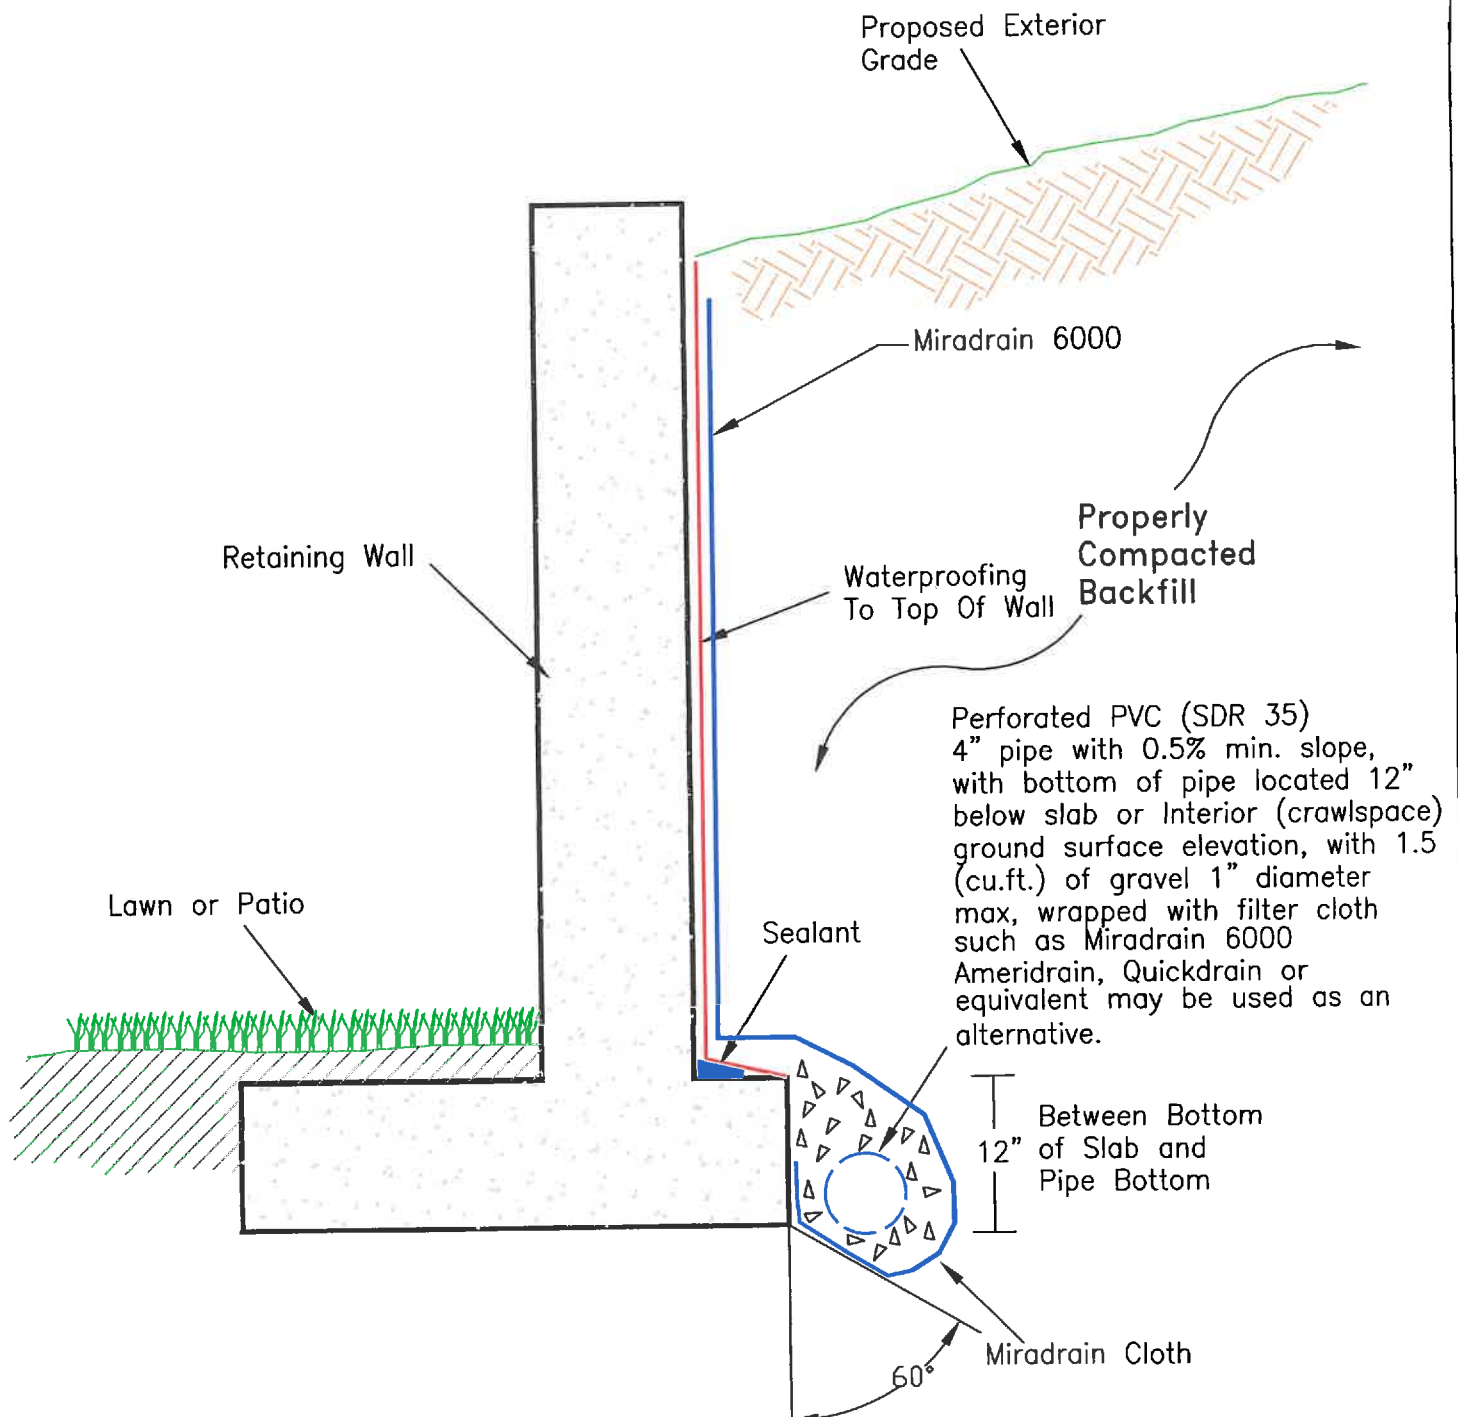 Proposed Exterior
Grade
Miradrain 6000
Properly
Compacted
Backfill
Retaining Wall
Waterproofing
To Top Of Wall
Perforated PVC (SDR 35)
4" pipe with 0.5% min. slope,
with bottom of pipe located 12"
below slab or Interior (crawlspace)
ground surface elevation, with 1.5
(cu.ft.) of gravel 1" diameter
max, wrapped with filter cloth
such as Miradrain 6000
Ameridrain, Quickdrain or
equivalent may be used as an
alternative.
Lawn or Patio
Sealant
Between Bottom
12" of Slab and
Pipe Bottom
Miradrain Cloth
60°